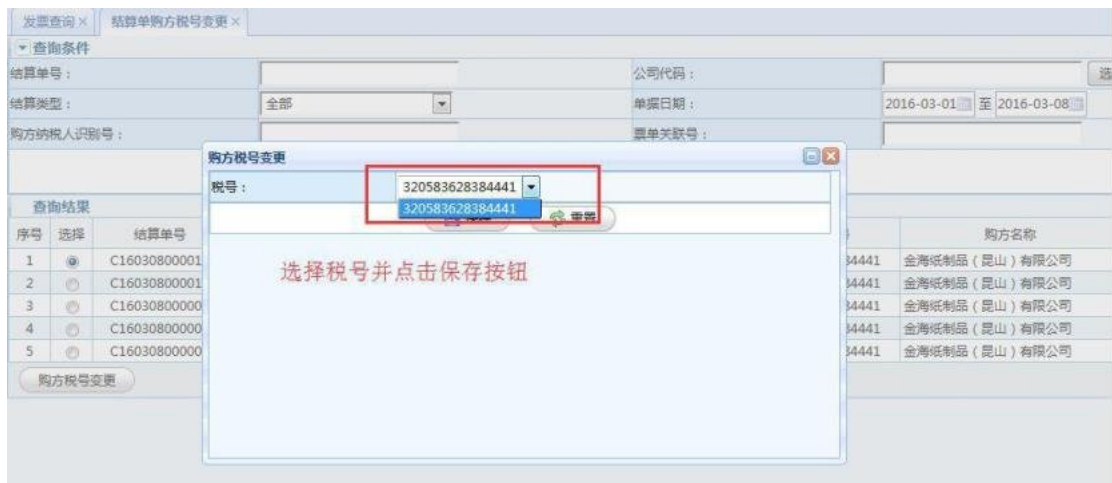 发票查询× 结算单购方税号变更×
查询条件
结算单号： 公司代码： 选
结算类型： 全部 单据日期： 2016-03-01 至 2016-03-08
购方纳税人识别号： 票单关联号：
购方税号变更
税号： 320583628384441
320583628384441
重置
查询结果
序号 选择 结算单号 购方名称
1 C16030800001 34441 金海纸制品（昆山）有限公司
2 C16030800001 34441 金海纸制品（昆山）有限公司
3 C16030800000 34441 金海纸制品（昆山）有限公司
4 C16030800000 34441 金海纸制品（昆山）有限公司
5 C16030800000 34441 金海纸制品（昆山）有限公司
选择税号并点击保存按钮
购方税号变更